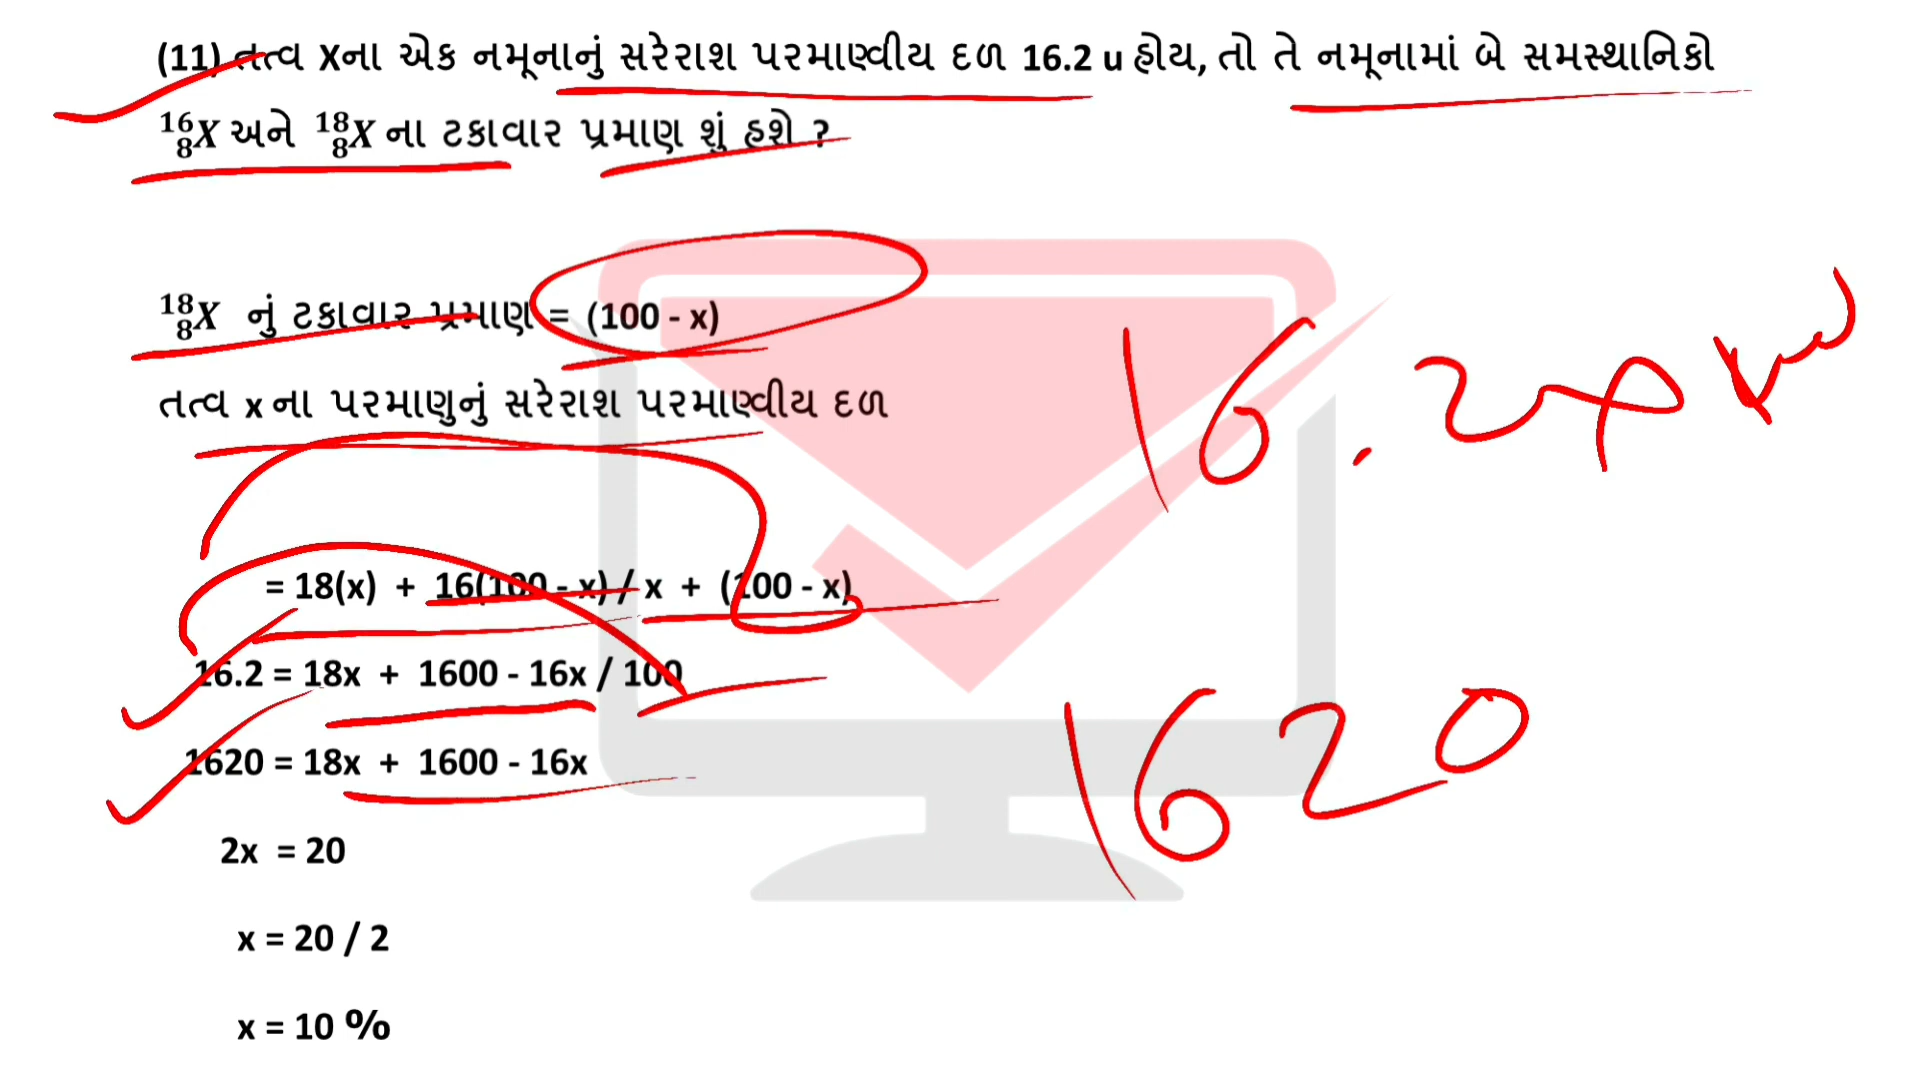 (11) તત્વ Xના એક નમૂનાનું સરેરાશ પરમાણ્વીય દળ 16.2 u હોય, તો તે નમૂનામાં બે સમસ્થાનિકો
¹⁶₈X અને ¹⁸₈X ના ટકાવાર પ્રમાણ શું હશે ?
¹⁸₈X નું ટકાવાર પ્રમાણ = (100 - x)
તત્વ x ના પરમાણુનું સરેરાશ પરમાણ્વીય દળ
= 18(x) + 16(100 - x) / x + (100 - x)
16.2 = 18x + 1600 - 16x / 100
1620 = 18x + 1600 - 16x
2x = 20
x = 20 / 2
x = 10 %
16.2
1620